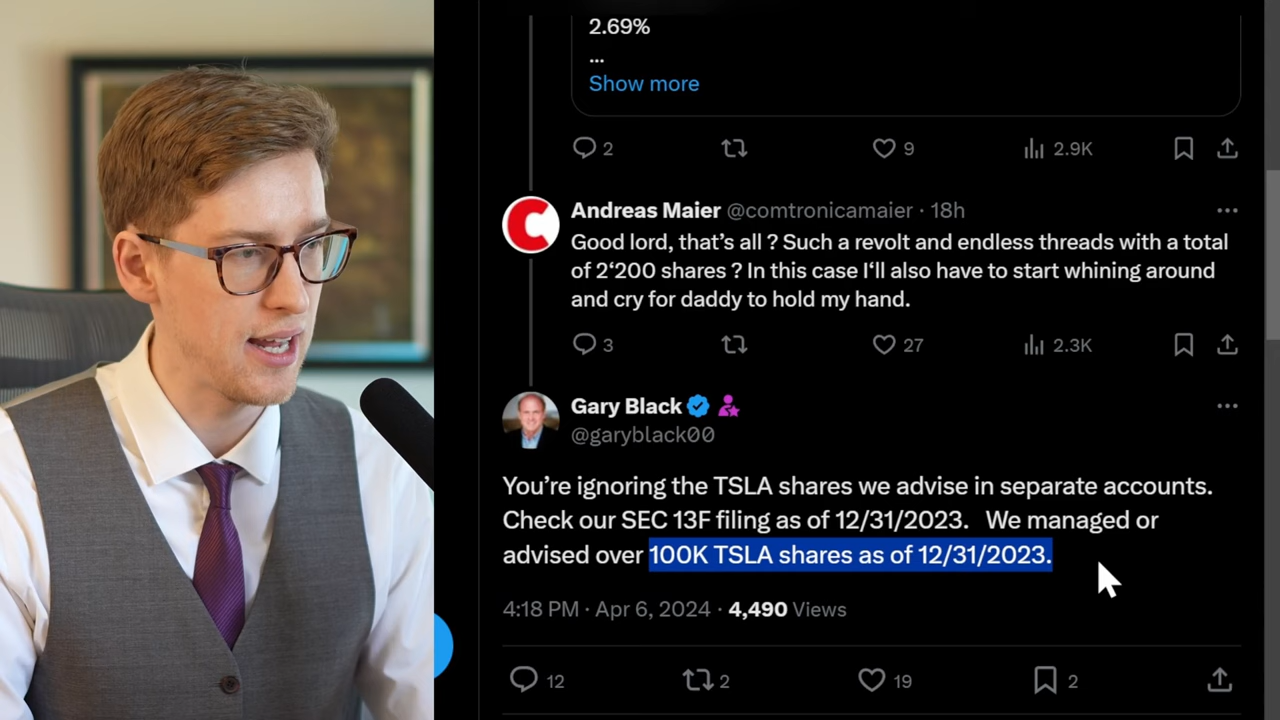 2.69%
...
Show more
2
9
2.9K
Andreas Maier @comtronicamaier · 18h
Good lord, that’s all ? Such a revolt and endless threads with a total
of 2‘200 shares ? In this case I‘ll also have to start whining around
and cry for daddy to hold my hand.
3
27
2.3K
Gary Black
@garyblack00
You’re ignoring the TSLA shares we advise in separate accounts.
Check our SEC 13F filing as of 12/31/2023.   We managed or
advised over 100K TSLA shares as of 12/31/2023.
4:18 PM · Apr 6, 2024 · 4,490 Views
12
2
19
2